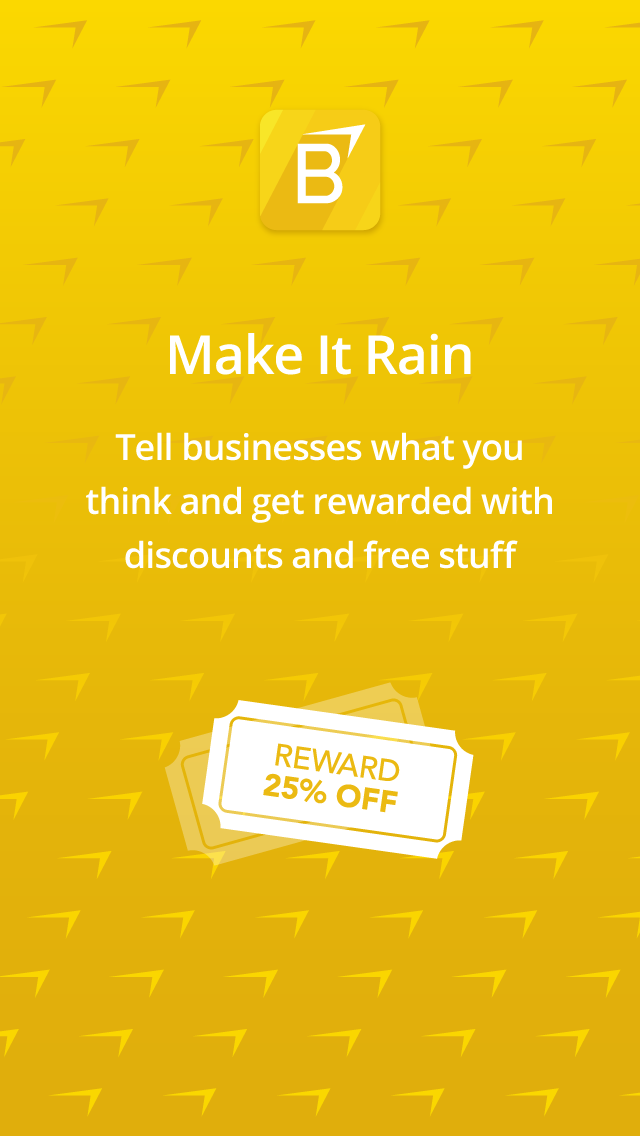 B
Make It Rain
Tell businesses what you
think and get rewarded with
discounts and free stuff
REWARD
25% OFF